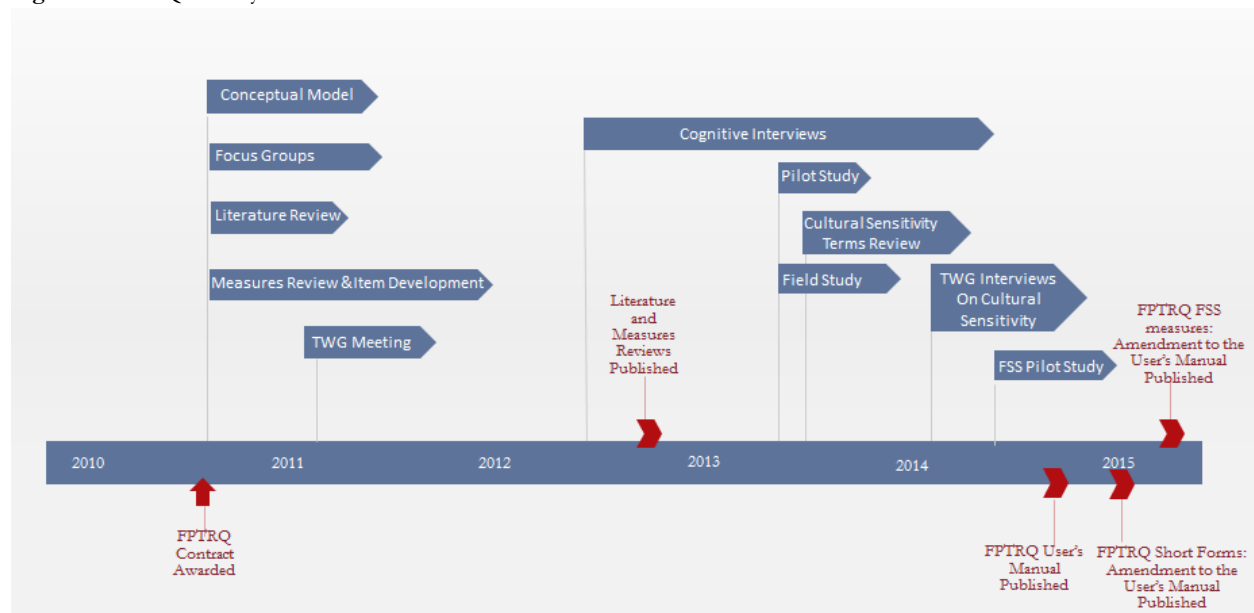 Conceptual Model
Focus Groups
Literature Review
Measures Review &Item Development
TWG Meeting
Cognitive Interviews
Pilot Study
Cultural Sensitivity
Terms Review
Field Study
TWG Interviews
On Cultural
Sensitivity
FSS Pilot Study
Literature
and
Measures
Reviews
Published
FPTRQ FSS
measures:
Amendment to the
User's Manual
Published
2010
2011
2012
2013
2014
2015
FPTRQ
Contract
Awarded
FPTRQ User's
Manual
Published
FPTRQ Short Forms:
Amendment to the
User's Manual
Published